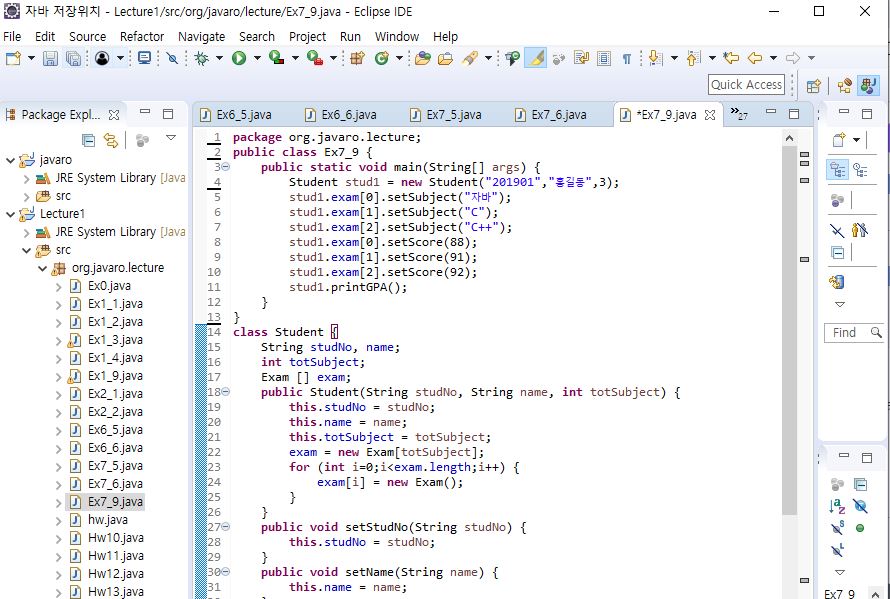 자바 저장위치 - Lecture1/src/org/javaro/lecture/Ex7_9.java - Eclipse IDE
File Edit Source Refactor Navigate Search Project Run Window Help
Quick Access
Package Expl...
Ex6_5.java Ex6_6.java Ex7_5.java Ex7_6.java *Ex7_9.java »27
javaro
JRE System Library [Java
src
Lecture1
JRE System Library [Java
src
org.javaro.lecture
Ex0.java
Ex1_1.java
Ex1_2.java
Ex1_3.java
Ex1_4.java
Ex1_9.java
Ex2_1.java
Ex2_2.java
Ex6_5.java
Ex6_6.java
Ex7_5.java
Ex7_6.java
Ex7_9.java
hw.java
Hw10.java
Hw11.java
Hw12.java
Hw13.java
1 package org.javaro.lecture;
2 public class Ex7_9 {
3 public static void main(String[] args) {
4 Student stud1 = new Student("201901","홍길동",3);
5 stud1.exam[0].setSubject("자바");
6 stud1.exam[1].setSubject("C");
7 stud1.exam[2].setSubject("C++");
8 stud1.exam[0].setScore(88);
9 stud1.exam[1].setScore(91);
10 stud1.exam[2].setScore(92);
11 stud1.printGPA();
12 }
13 }
14 class Student {
15 String studNo, name;
16 int totSubject;
17 Exam [] exam;
18 public Student(String studNo, String name, int totSubject) {
19 this.studNo = studNo;
20 this.name = name;
21 this.totSubject = totSubject;
22 exam = new Exam[totSubject];
23 for (int i=0;i<exam.length;i++) {
24 exam[i] = new Exam();
25 }
26 }
27 public void setStudNo(String studNo) {
28 this.studNo = studNo;
29 }
30 public void setName(String name) {
31 this.name = name;
Find
Ex7_9